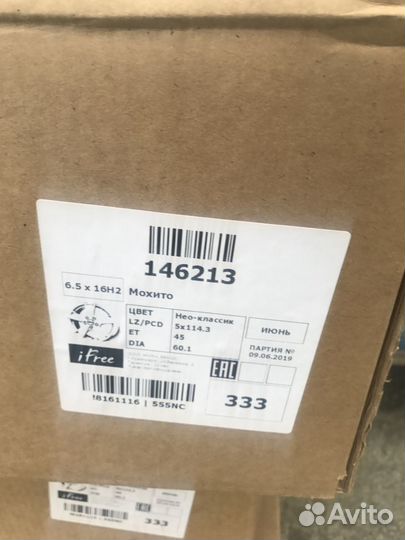 146213
6.5 x 16H2 Мохито
ЦВЕТ Нео-классик
LZ/PCD 5x114.3
ET 45
DIA 60.1
ИЮНЬ
ПАРТИЯ №
09.06.2019
iFree
EAC
!8161116 | 555NC
333
iFree
333
Avito